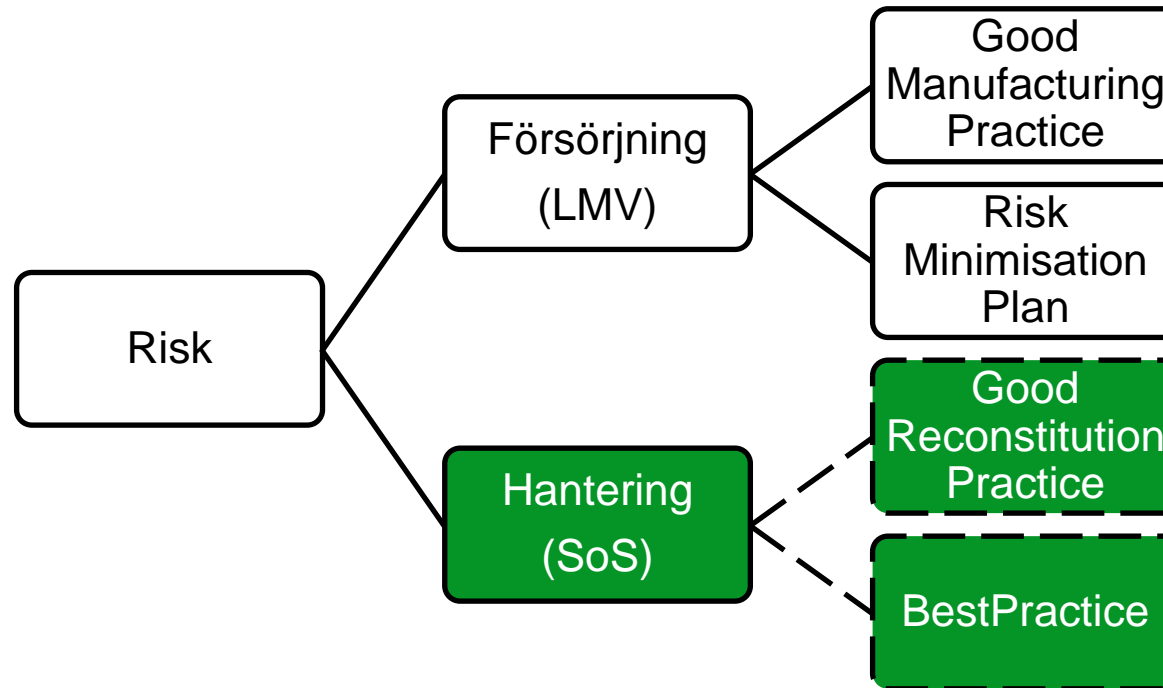 Risk
Försörjning
(LMV)
Good
Manufacturing
Practice
Risk
Minimisation
Plan
Hantering
(SoS)
Good
Reconstitution
Practice
BestPractice